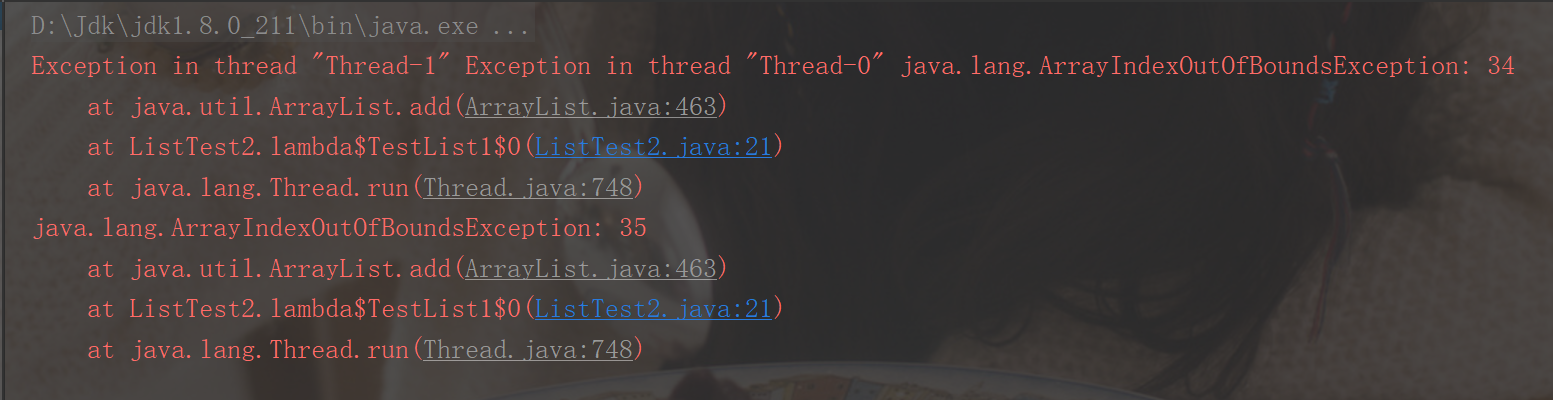 D:\Jdk\jdk1.8.0_211\bin\java.exe ...
Exception in thread "Thread-1" Exception in thread "Thread-0" java.lang.ArrayIndexOutOfBoundsException: 34
    at java.util.ArrayList.add(ArrayList.java:463)
    at ListTest2.lambda$TestList1$0(ListTest2.java:21)
    at java.lang.Thread.run(Thread.java:748)
java.lang.ArrayIndexOutOfBoundsException: 35
    at java.util.ArrayList.add(ArrayList.java:463)
    at ListTest2.lambda$TestList1$0(ListTest2.java:21)
    at java.lang.Thread.run(Thread.java:748)